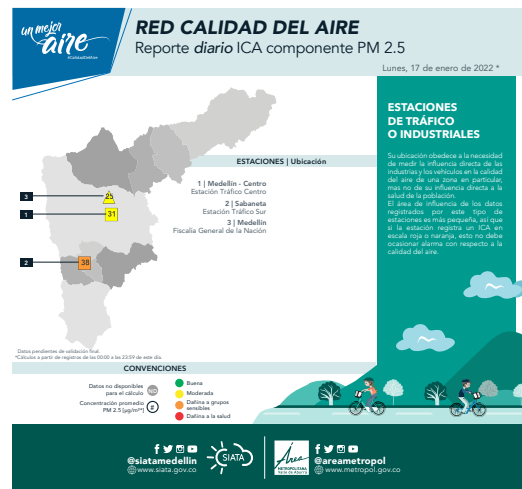 un mejor
aire
#CalidadDelAire
RED CALIDAD DEL AIRE
Reporte diario ICA componente PM 2.5
Lunes, 17 de enero de 2022 *
ESTACIONES | Ubicación
1 | Medellín - Centro
Estación Tráfico Centro
2 | Sabaneta
Estación Tráfico Sur
3 | Medellín
Fiscalía General de la Nación
3
25
1
31
2
38
ESTACIONES
DE TRÁFICO
O INDUSTRIALES
Su ubicación obedece a la necesidad
de medir la influencia directa de las
industrias y los vehículos en la calidad
del aire de una zona en particular,
mas no de su influencia directa a la
salud de la población.
El área de influencia de los datos
registrados por este tipo de
estaciones es más pequeña, así que
si la estación registra un ICA en
escala roja o naranja, esto no debe
ocasionar alarma con respecto a la
calidad del aire.
Datos pendientes de validación final.
*Cálculos a partir de registros de las 00:00 a las 23:59 de este día.
CONVENCIONES
Datos no disponibles
para el cálculo
ND
Concentración promedio
PM 2.5 [µg/m³*]
#
Buena
Moderada
Dañina a grupos
sensibles
Dañina a la salud
@siatamedellin
www.siata.gov.co
SIATA
Área
METROPOLITANA
Valle de Aburrá
@areametropol
www.metropol.gov.co